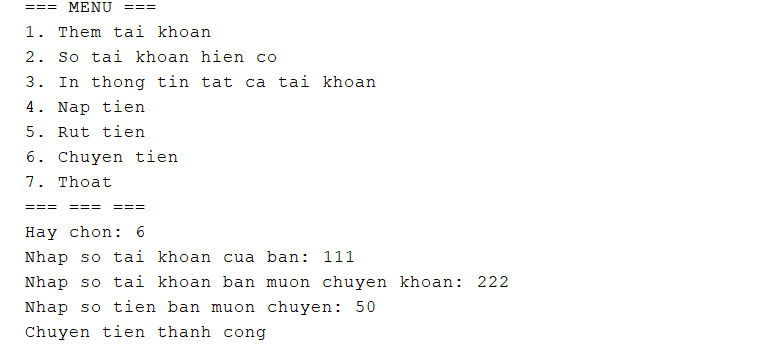 === MENU ===
1. Them tai khoan
2. So tai khoan hien co
3. In thong tin tat ca tai khoan
4. Nap tien
5. Rut tien
6. Chuyen tien
7. Thoat
=== === ===
Hay chon: 6
Nhap so tai khoan cua ban: 111
Nhap so tai khoan ban muon chuyen khoan: 222
Nhap so tien ban muon chuyen: 50
Chuyen tien thanh cong